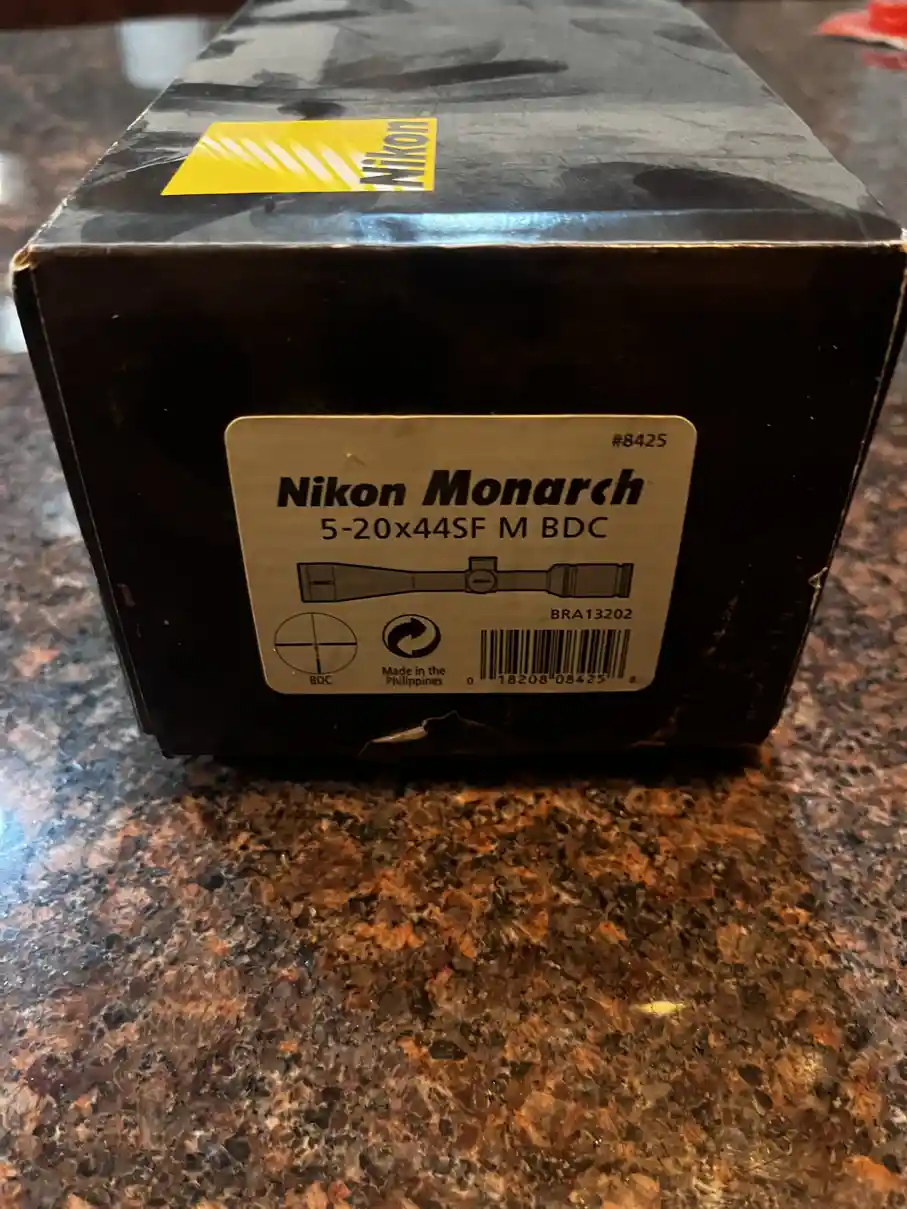 Nikon
#8425
Nikon Monarch
5-20x44SF M BDC
BRA13202
BDC
Made in the
Philippines
0 18208 08425 8